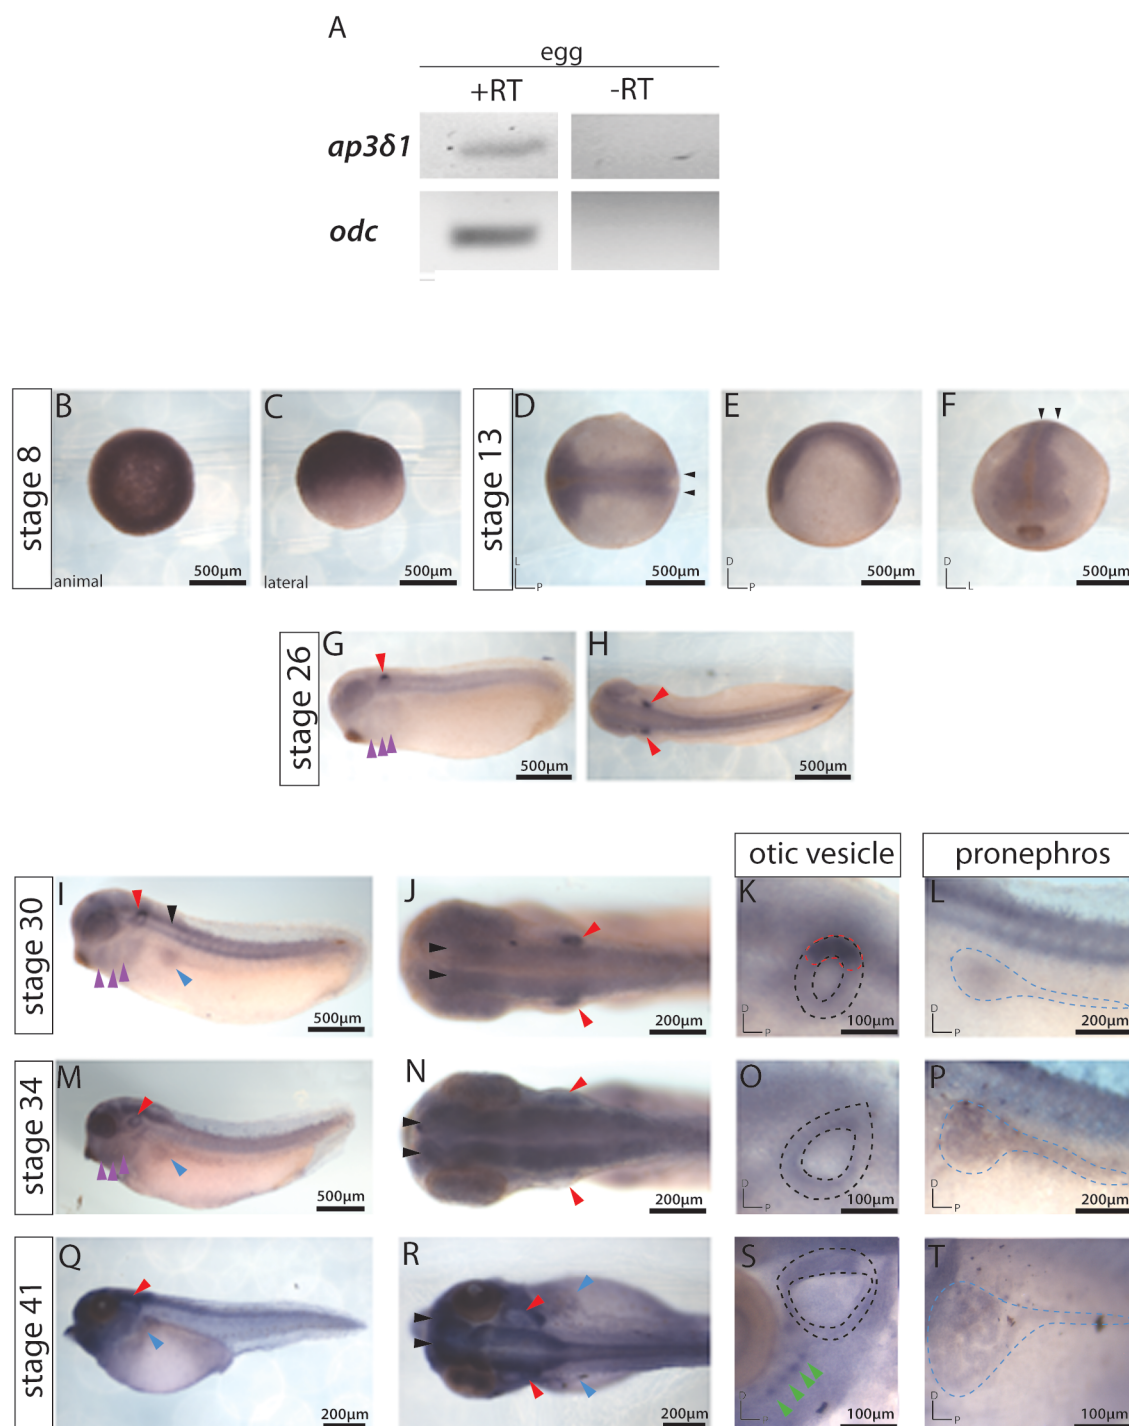 A
egg
+RT -RT
ap3δ1
odc
stage 8
B
animal
500μm
C
lateral
500μm
stage 13
D
L
P
500μm
E
D
P
500μm
F
D
L
500μm
stage 26
G
500μm
H
500μm
otic vesicle
pronephros
stage 30
I
500μm
J
200μm
K
D
P
100μm
L
200μm
stage 34
M
500μm
N
200μm
O
D
P
100μm
P
D
P
200μm
stage 41
Q
200μm
R
200μm
S
D
100μm
T
D
P
100μm